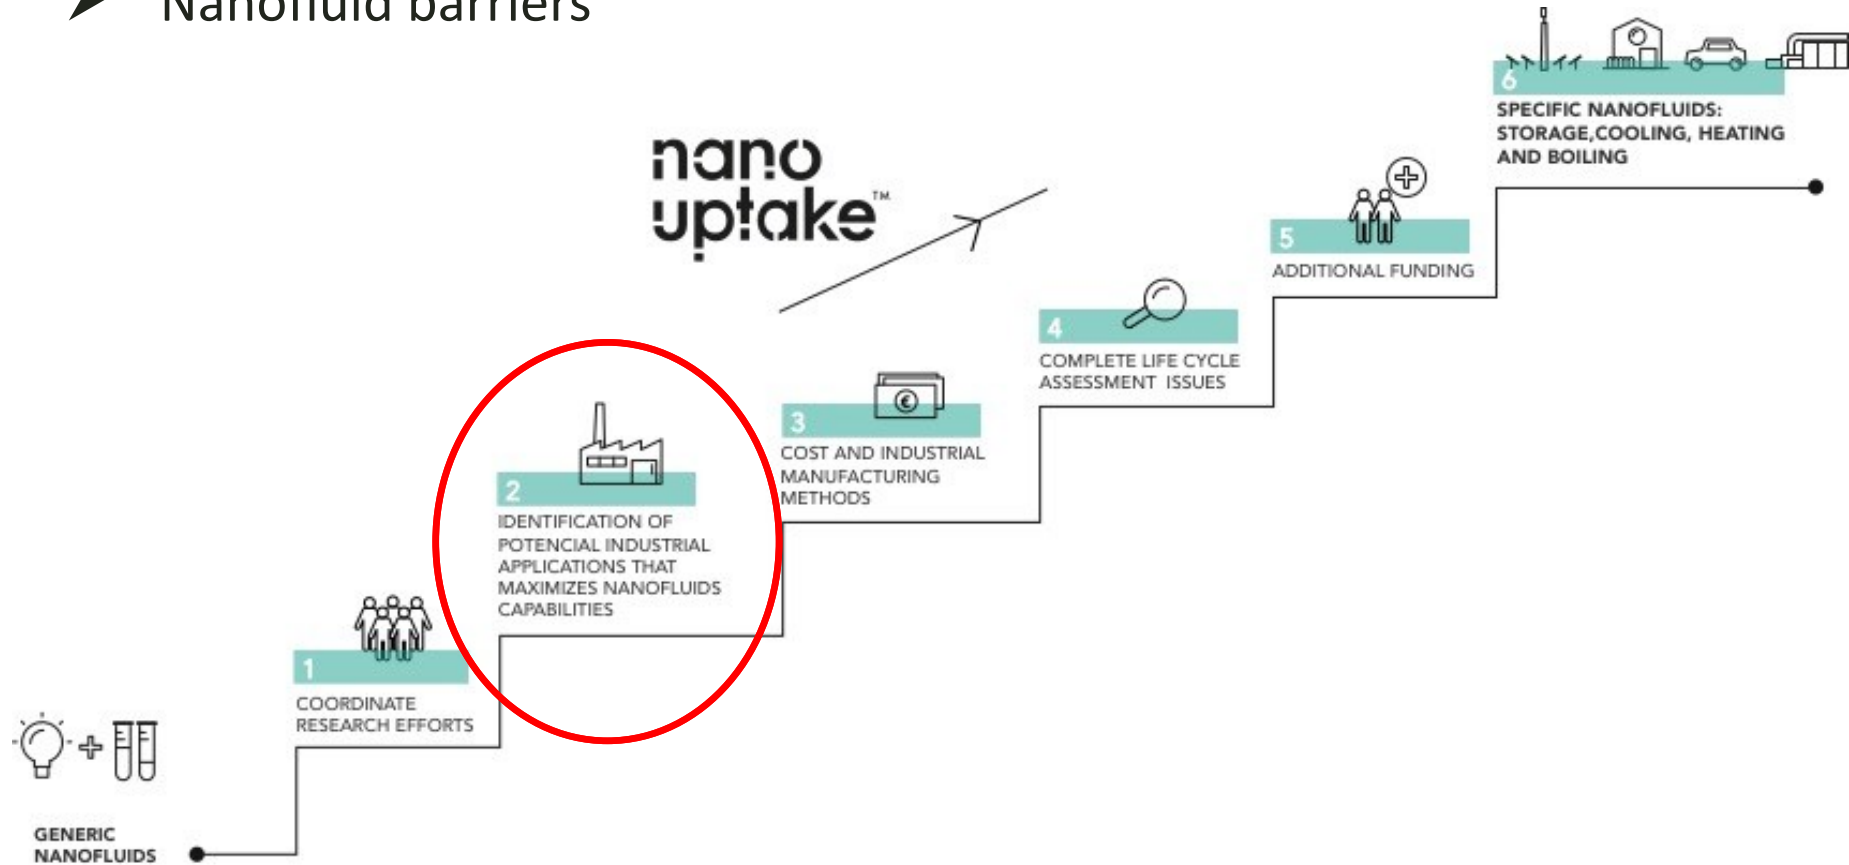 Nanofluid barriers
nano
uptake™
6
SPECIFIC NANOFLUIDS:
STORAGE,COOLING, HEATING
AND BOILING
5
ADDITIONAL FUNDING
4
COMPLETE LIFE CYCLE
ASSESSMENT ISSUES
3
COST AND INDUSTRIAL
MANUFACTURING
METHODS
2
IDENTIFICATION OF
POTENCIAL INDUSTRIAL
APPLICATIONS THAT
MAXIMIZES NANOFLUIDS
CAPABILITIES
1
COORDINATE
RESEARCH EFFORTS
GENERIC
NANOFLUIDS